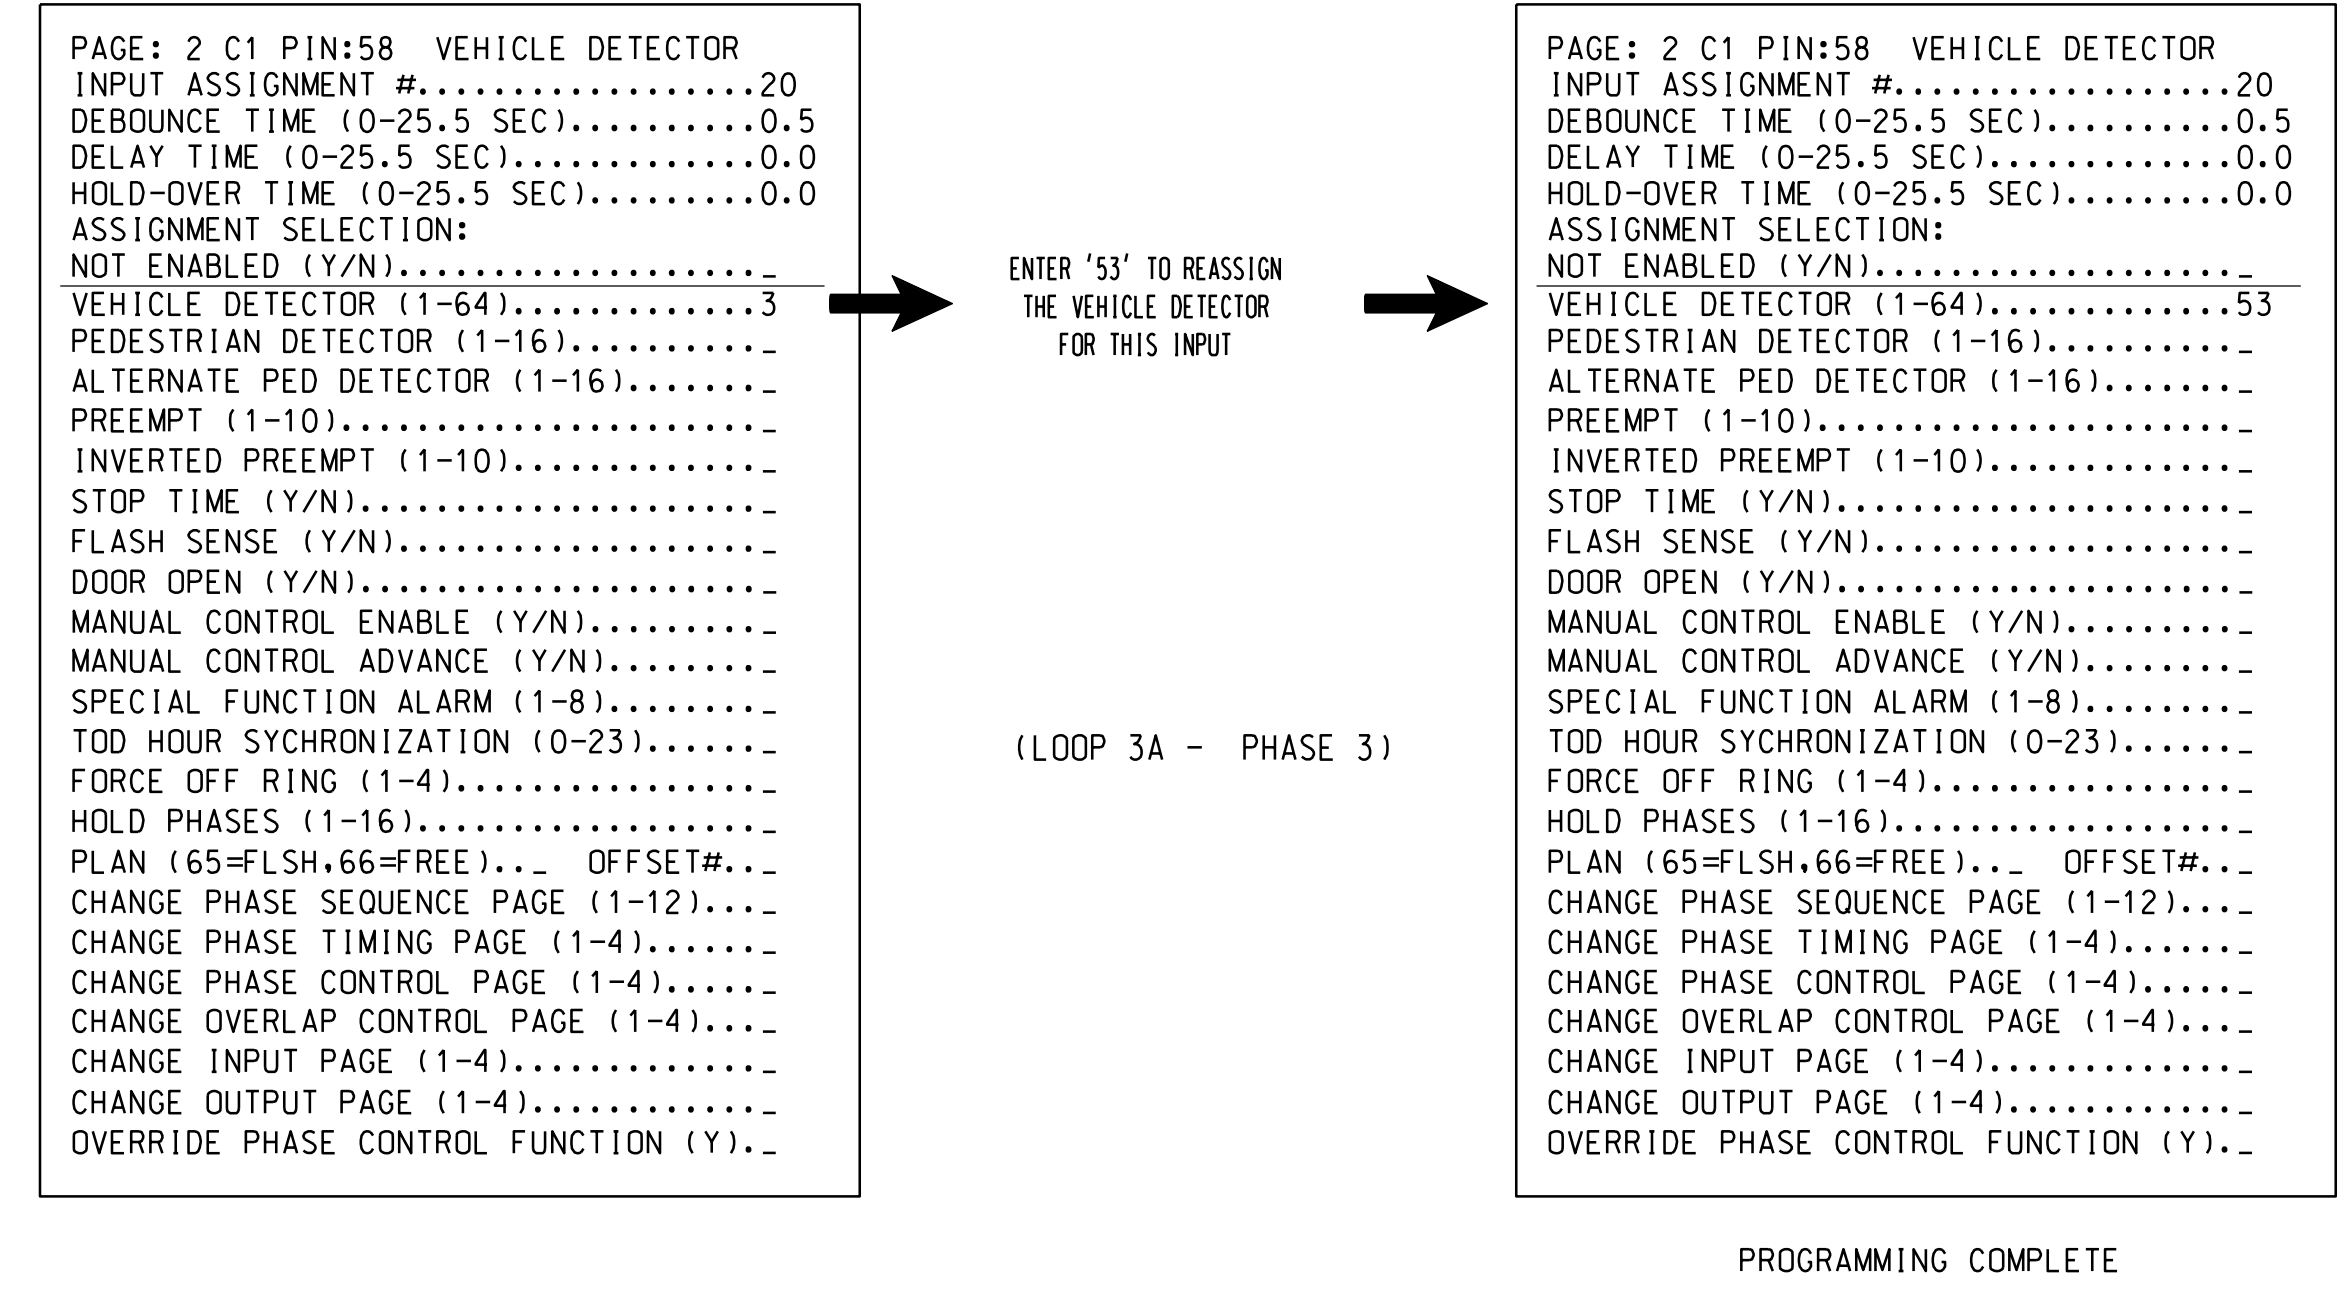 PAGE: 2 C1 PIN:58  VEHICLE DETECTOR
INPUT ASSIGNMENT #..................20
DEBOUNCE TIME (0-25.5 SEC)..........0.5
DELAY TIME (0-25.5 SEC).............0.0
HOLD-OVER TIME (0-25.5 SEC).........0.0
ASSIGNMENT SELECTION:
NOT ENABLED (Y/N)..................._
VEHICLE DETECTOR (1-64).............3
PEDESTRIAN DETECTOR (1-16).........._
ALTERNATE PED DETECTOR (1-16)......._
PREEMPT (1-10)......................_
INVERTED PREEMPT (1-10)............._
STOP TIME (Y/N)....................._
FLASH SENSE (Y/N)..................._
DOOR OPEN (Y/N)....................._
MANUAL CONTROL ENABLE (Y/N)........._
MANUAL CONTROL ADVANCE (Y/N)........_
SPECIAL FUNCTION ALARM (1-8)........_
TOD HOUR SYCHRONIZATION (0-23)......_
FORCE OFF RING (1-4)................_
HOLD PHASES (1-16).................._
PLAN (65=FLSH,66=FREE).._  OFFSET#.._
CHANGE PHASE SEQUENCE PAGE (1-12)..._
CHANGE PHASE TIMING PAGE (1-4)......_
CHANGE PHASE CONTROL PAGE (1-4)....._
CHANGE OVERLAP CONTROL PAGE (1-4)..._
CHANGE INPUT PAGE (1-4)............._
CHANGE OUTPUT PAGE (1-4)............_
OVERRIDE PHASE CONTROL FUNCTION (Y)._
ENTER '53' TO REASSIGN
THE VEHICLE DETECTOR
FOR THIS INPUT
(LOOP 3A -  PHASE 3)
PAGE: 2 C1 PIN:58  VEHICLE DETECTOR
INPUT ASSIGNMENT #..................20
DEBOUNCE TIME (0-25.5 SEC)..........0.5
DELAY TIME (0-25.5 SEC).............0.0
HOLD-OVER TIME (0-25.5 SEC).........0.0
ASSIGNMENT SELECTION:
NOT ENABLED (Y/N)..................._
VEHICLE DETECTOR (1-64).............53
PEDESTRIAN DETECTOR (1-16).........._
ALTERNATE PED DETECTOR (1-16)......._
PREEMPT (1-10)......................_
INVERTED PREEMPT (1-10)............._
STOP TIME (Y/N)....................._
FLASH SENSE (Y/N)..................._
DOOR OPEN (Y/N)....................._
MANUAL CONTROL ENABLE (Y/N)........._
MANUAL CONTROL ADVANCE (Y/N)........_
SPECIAL FUNCTION ALARM (1-8)........_
TOD HOUR SYCHRONIZATION (0-23)......_
FORCE OFF RING (1-4)................_
HOLD PHASES (1-16).................._
PLAN (65=FLSH,66=FREE).._  OFFSET#.._
CHANGE PHASE SEQUENCE PAGE (1-12)..._
CHANGE PHASE TIMING PAGE (1-4)......_
CHANGE PHASE CONTROL PAGE (1-4)....._
CHANGE OVERLAP CONTROL PAGE (1-4)..._
CHANGE INPUT PAGE (1-4)............._
CHANGE OUTPUT PAGE (1-4)............_
OVERRIDE PHASE CONTROL FUNCTION (Y)._
PROGRAMMING COMPLETE